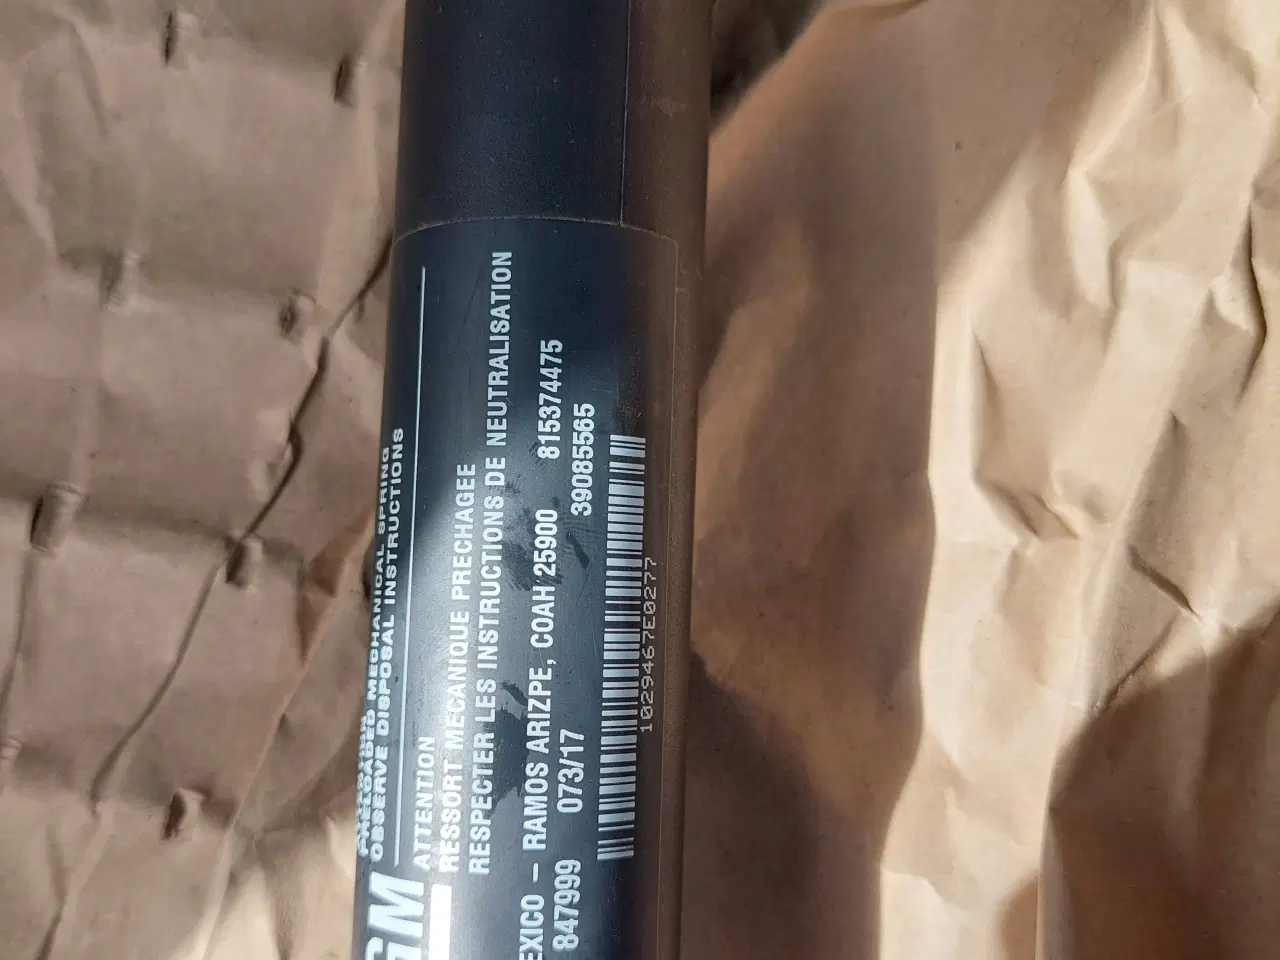 PRELOADED MECHANICAL SPRING
OBSERVE DISPOSAL INSTRUCTIONS
GM
ATTENTION
RESSORT MECANIQUE PRECHAGEE
RESPECTER LES INSTRUCTIONS DE NEUTRALISATION
EXICO – RAMOS ARIZPE, COAH 25900 815374475
847999 073/17 39085565
1029467E0277